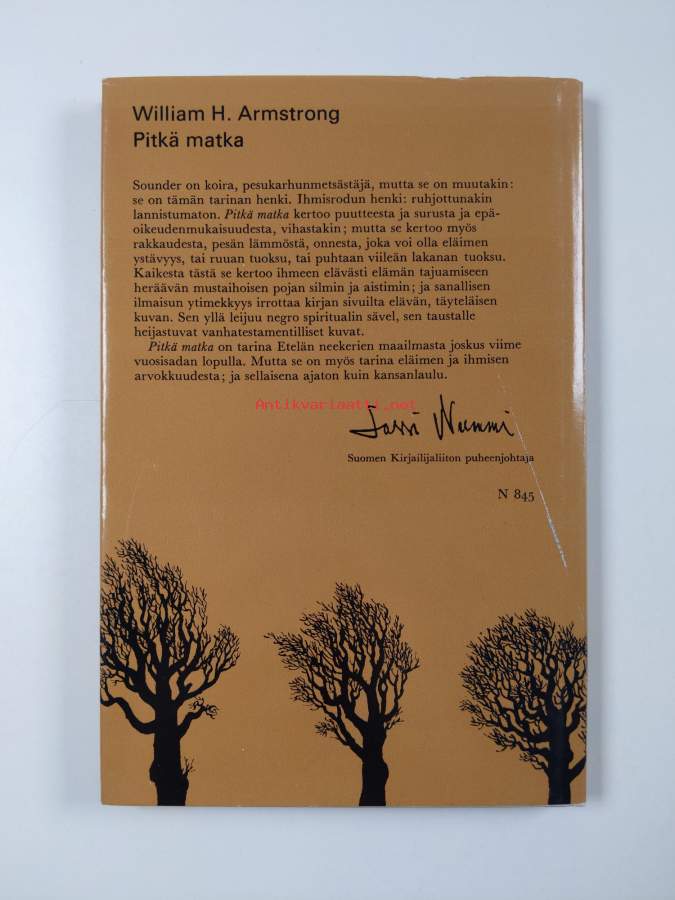 William H. Armstrong
Pitkä matka
Sounder on koira, pesukarhunmetsästäjä, mutta se on muutakin:
se on tämän tarinan henki. Ihmisrodun henki: ruhjottunakin
lannistumaton. Pitkä matka kertoo puutteesta ja surusta ja epä-
oikeudenmukaisuudesta, vihastakin; mutta se kertoo myös
rakkaudesta, pesän lämmöstä, onnesta, joka voi olla eläimen
ystävyys, tai ruuan tuoksu, tai puhtaan viileän lakanan tuoksu.
Kaikesta tästä se kertoo ihmeen elävästi elämän tajuamiseen
heräävän mustaihoisen pojan silmin ja aistimin; ja sanallisen
ilmaisun ytimekkyys irrottaa kirjan sivuilta elävän, täyteläisen
kuvan. Sen yllä leijuu negro spiritualin sävel, sen taustalle
heijastuvat vanhatestamentilliset kuvat.
Pitkä matka on tarina Etelän neekerien maailmasta joskus viime
vuosisadan lopulla. Mutta se on myös tarina eläimen ja ihmisen
arvokkuudesta; ja sellaisena ajaton kuin kansanlaulu.
Antikvariaatti.net
Lassi Nummi
Suomen Kirjailijaliiton puheenjohtaja
N 845